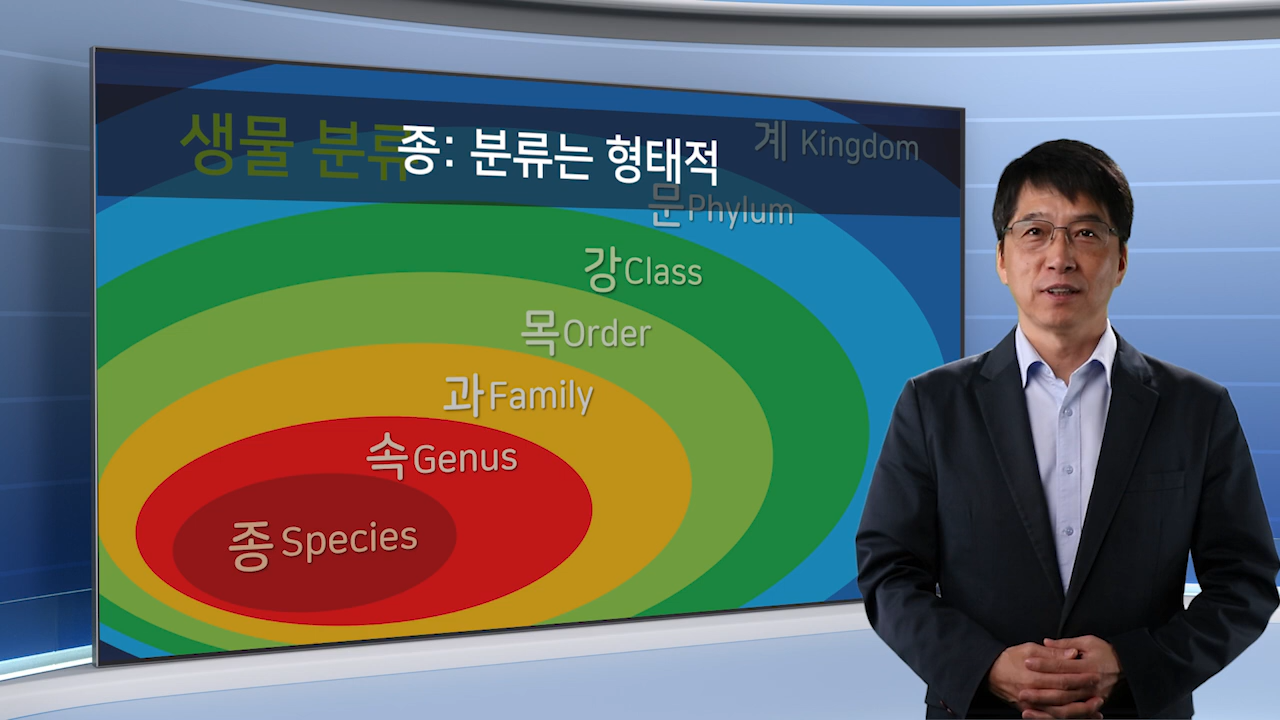 생물 분류
종: 분류는 형태적
계 Kingdom
문 Phylum
강 Class
목 Order
과 Family
속 Genus
종 Species